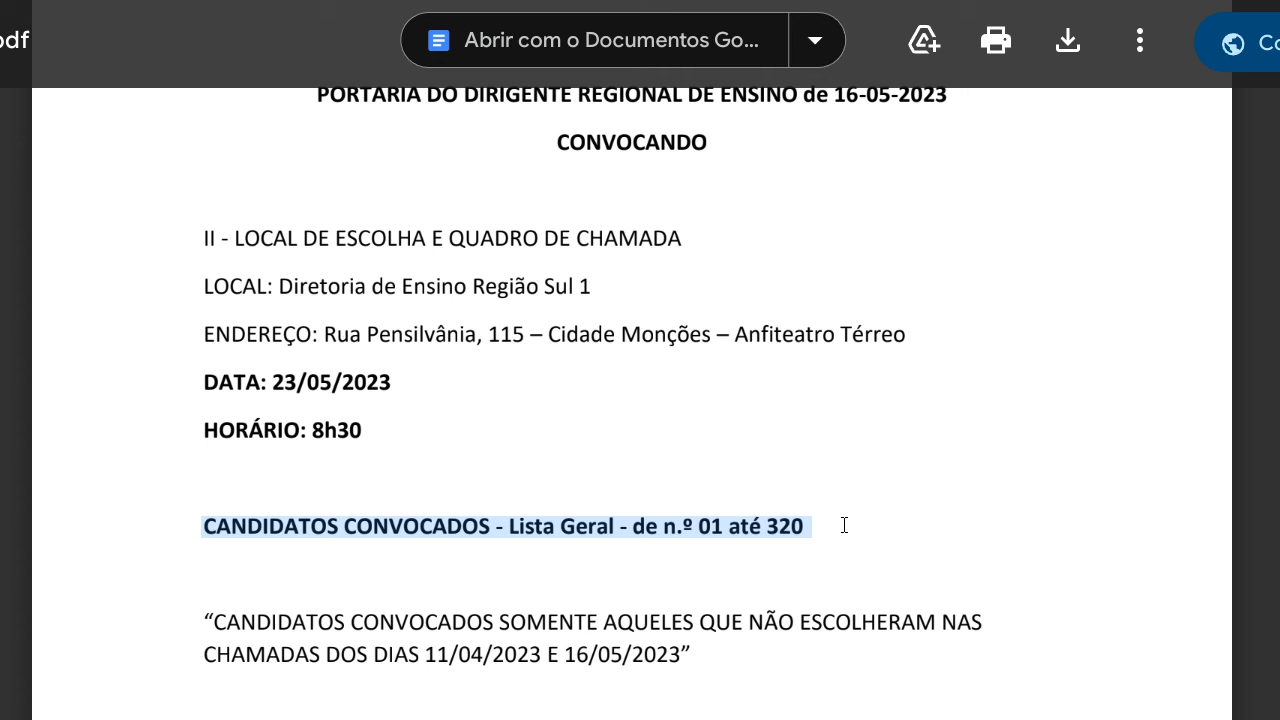 odf
Abrir com o Documentos Go...
PORTARIA DO DIRIGENTE REGIONAL DE ENSINO de 16-05-2023
CONVOCANDO
II - LOCAL DE ESCOLHA E QUADRO DE CHAMADA
LOCAL: Diretoria de Ensino Região Sul 1
ENDEREÇO: Rua Pensilvânia, 115 – Cidade Monções – Anfiteatro Térreo
DATA: 23/05/2023
HORÁRIO: 8h30
CANDIDATOS CONVOCADOS - Lista Geral - de n.º 01 até 320
“CANDIDATOS CONVOCADOS SOMENTE AQUELES QUE NÃO ESCOLHERAM NAS
CHAMADAS DOS DIAS 11/04/2023 E 16/05/2023”